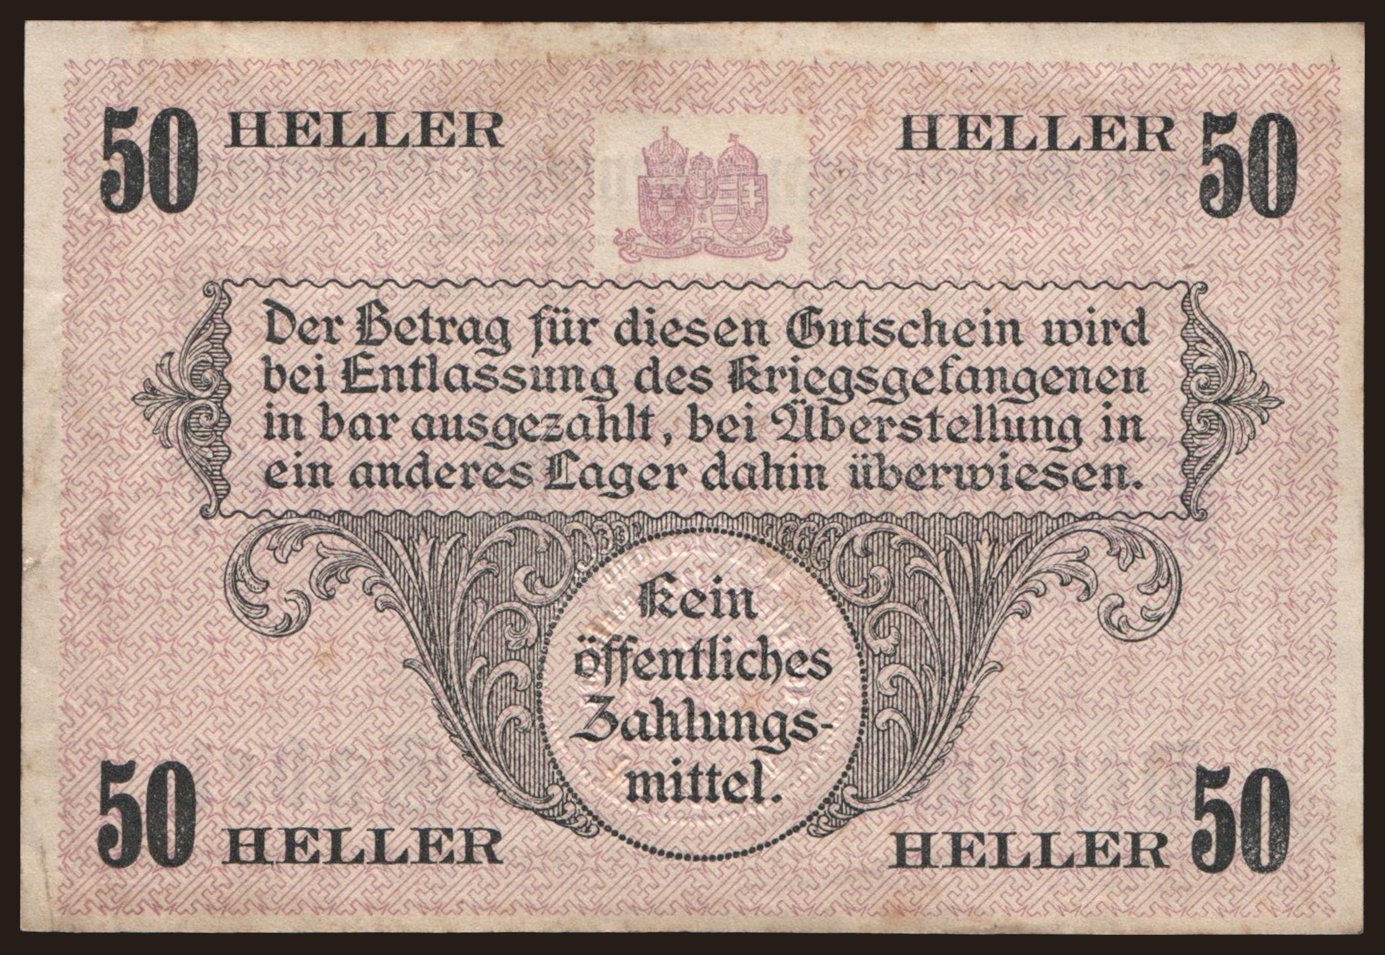 50 HELLER HELLER 50
Der Betrag für diesen Gutschein wird
bei Entlassung des Kriegsgefangenen
in bar ausgezahlt, bei Überstellung in
ein anderes Lager dahin überwiesen.
Kein
öffentliches
Zahlungs-
mittel.
50 HELLER HELLER 50